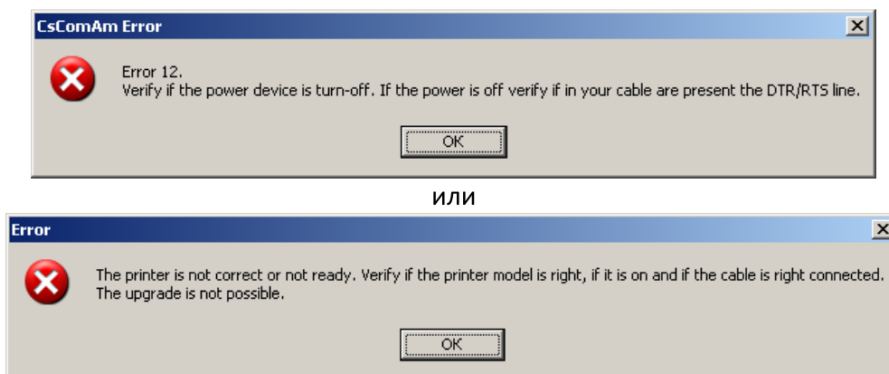 CsComAm Error
Error 12.
Verify if the power device is turn-off. If the power is off verify if in your cable are present the DTR/RTS line.
OK
или
Error
The printer is not correct or not ready. Verify if the printer model is right, if it is on and if the cable is right connected.
The upgrade is not possible.
OK